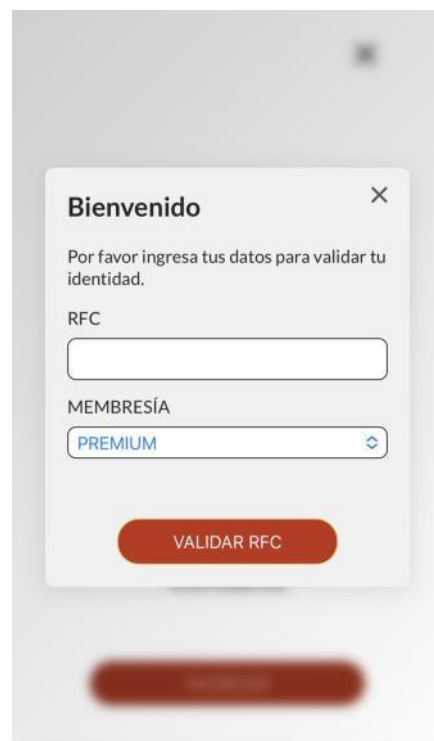 Bienvenido
Por favor ingresa tus datos para validar tu
identidad.
RFC
MEMBRESÍA
PREMIUM
VALIDAR RFC